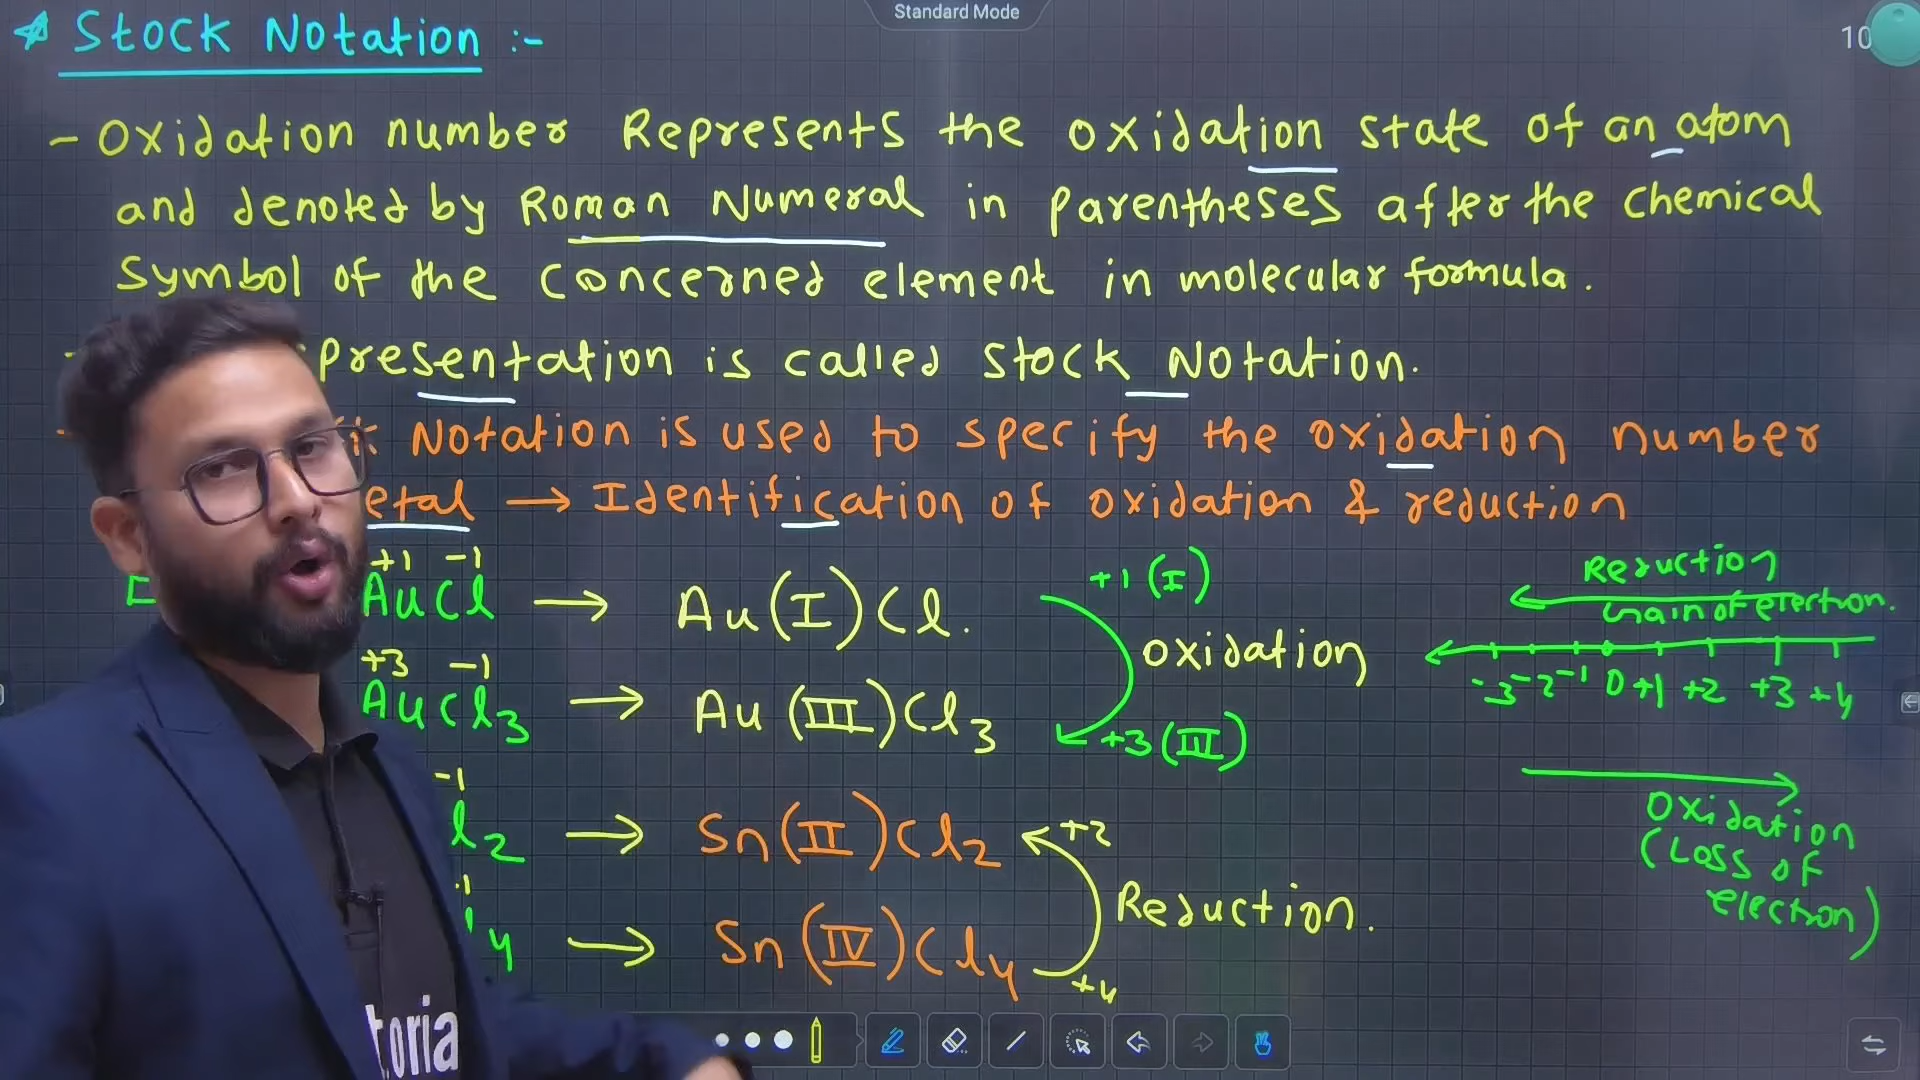 Standard Mode
10
Stock Notation :-
- Oxidation number Represents the oxidation state of an atom
and denoted by Roman Numeral in parentheses after the chemical
Symbol of the concerned element in molecular formula.
presentation is called Stock Notation.
Notation is used to specify the oxidation number
etal → Identification of oxidation & reduction
+1 -1
AuCl → Au(I)Cl.
+3 -1
AuCl3 → Au(III)Cl3
+1 (I)
oxidation
+3 (III)
-1
l2 → Sn(II)Cl2
-1
4 → Sn(IV)Cl4
+2
Reduction.
+4
Reduction
Gain of electron.
-3 -2 -1 0 +1 +2 +3 +4
Oxidation
(Loss of
electron)
toria